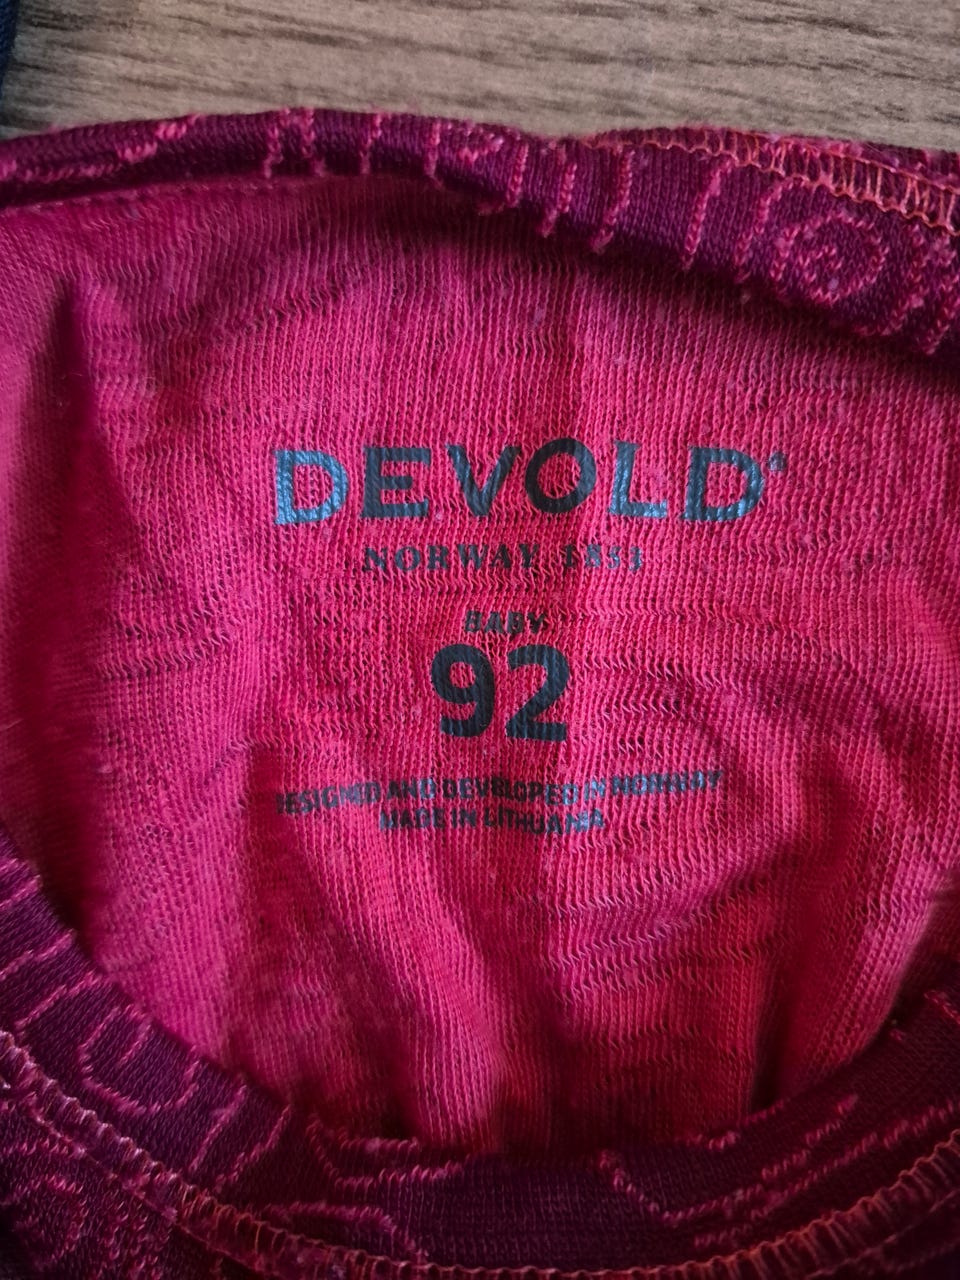 DEVOLD®
NORWAY 1853
BABY
92
DESIGNED AND DEVELOPED IN NORWAY
MADE IN LITHUANIA